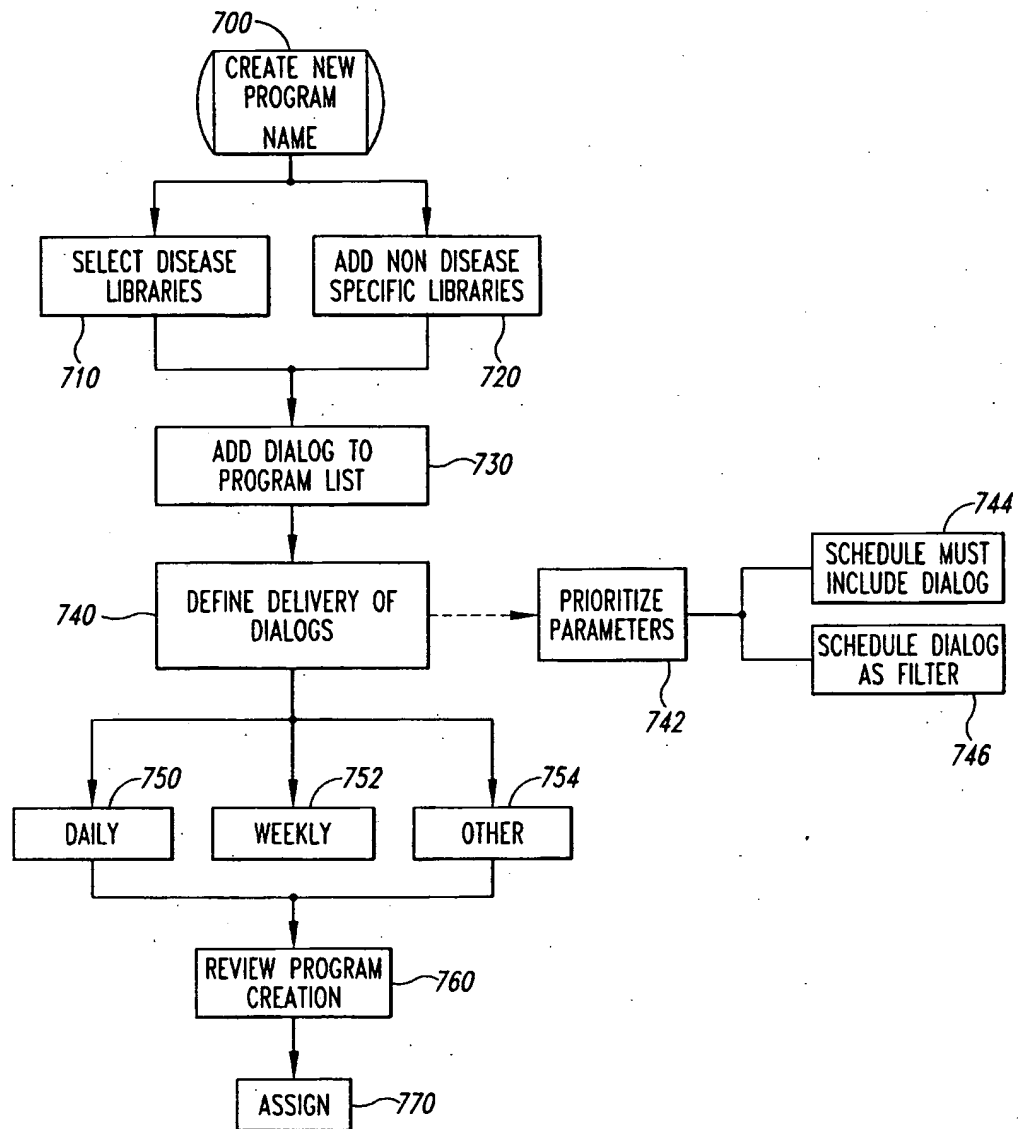 700
CREATE NEW
PROGRAM
NAME
SELECT DISEASE
LIBRARIES
710
ADD NON DISEASE
SPECIFIC LIBRARIES
720
ADD DIALOG TO
PROGRAM LIST
730
740
DEFINE DELIVERY OF
DIALOGS
PRIORITIZE
PARAMETERS
742
744
SCHEDULE MUST
INCLUDE DIALOG
SCHEDULE DIALOG
AS FILTER
746
750
DAILY
752
WEEKLY
754
OTHER
REVIEW PROGRAM
CREATION
760
ASSIGN
770